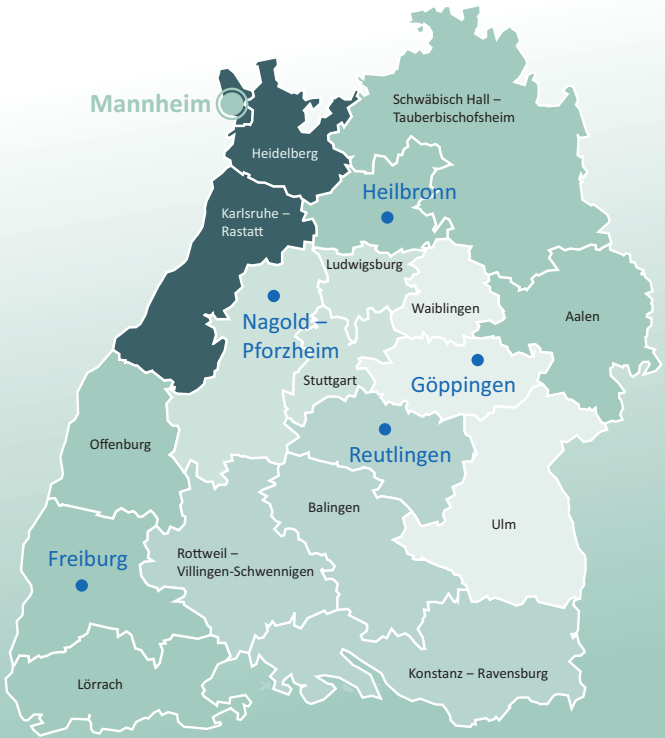 Mannheim
Schwäbisch Hall –
Tauberbischofsheim
Heidelberg
Heilbronn
Karlsruhe –
Rastatt
Ludwigsburg
Waiblingen
Aalen
Nagold –
Pforzheim
Stuttgart
Göppingen
Offenburg
Reutlingen
Balingen
Ulm
Freiburg
Rottweil –
Villingen-Schwennigen
Konstanz – Ravensburg
Lörrach